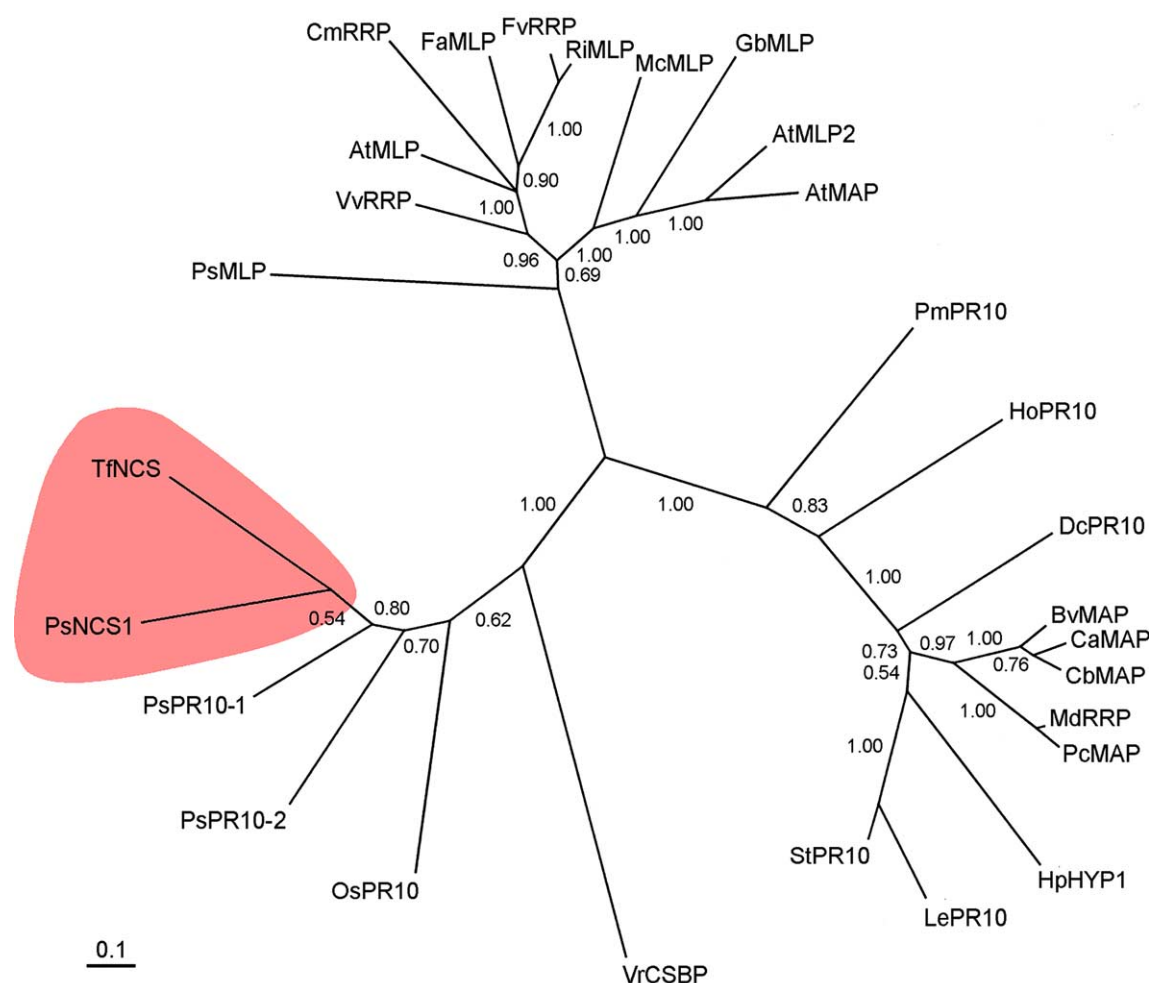 FvRRP
CmRRP
FaMLP
RiMLP
McMLP
GbMLP
1.00
AtMLP
AtMLP2
0.90
VvRRP
1.00
AtMAP
1.00
1.00
0.96
1.00
0.69
PsMLP
PmPR10
HoPR10
TfNCS
1.00
1.00
0.83
DcPR10
1.00
PsNCS1
0.54
0.80
0.62
0.70
BvMAP
1.00
CaMAP
0.97
0.73
0.76
CbMAP
0.54
PsPR10-1
MdRRP
1.00
PcMAP
1.00
PsPR10-2
StPR10
HpHYP1
OsPR10
LePR10
0.1
VrCSBP